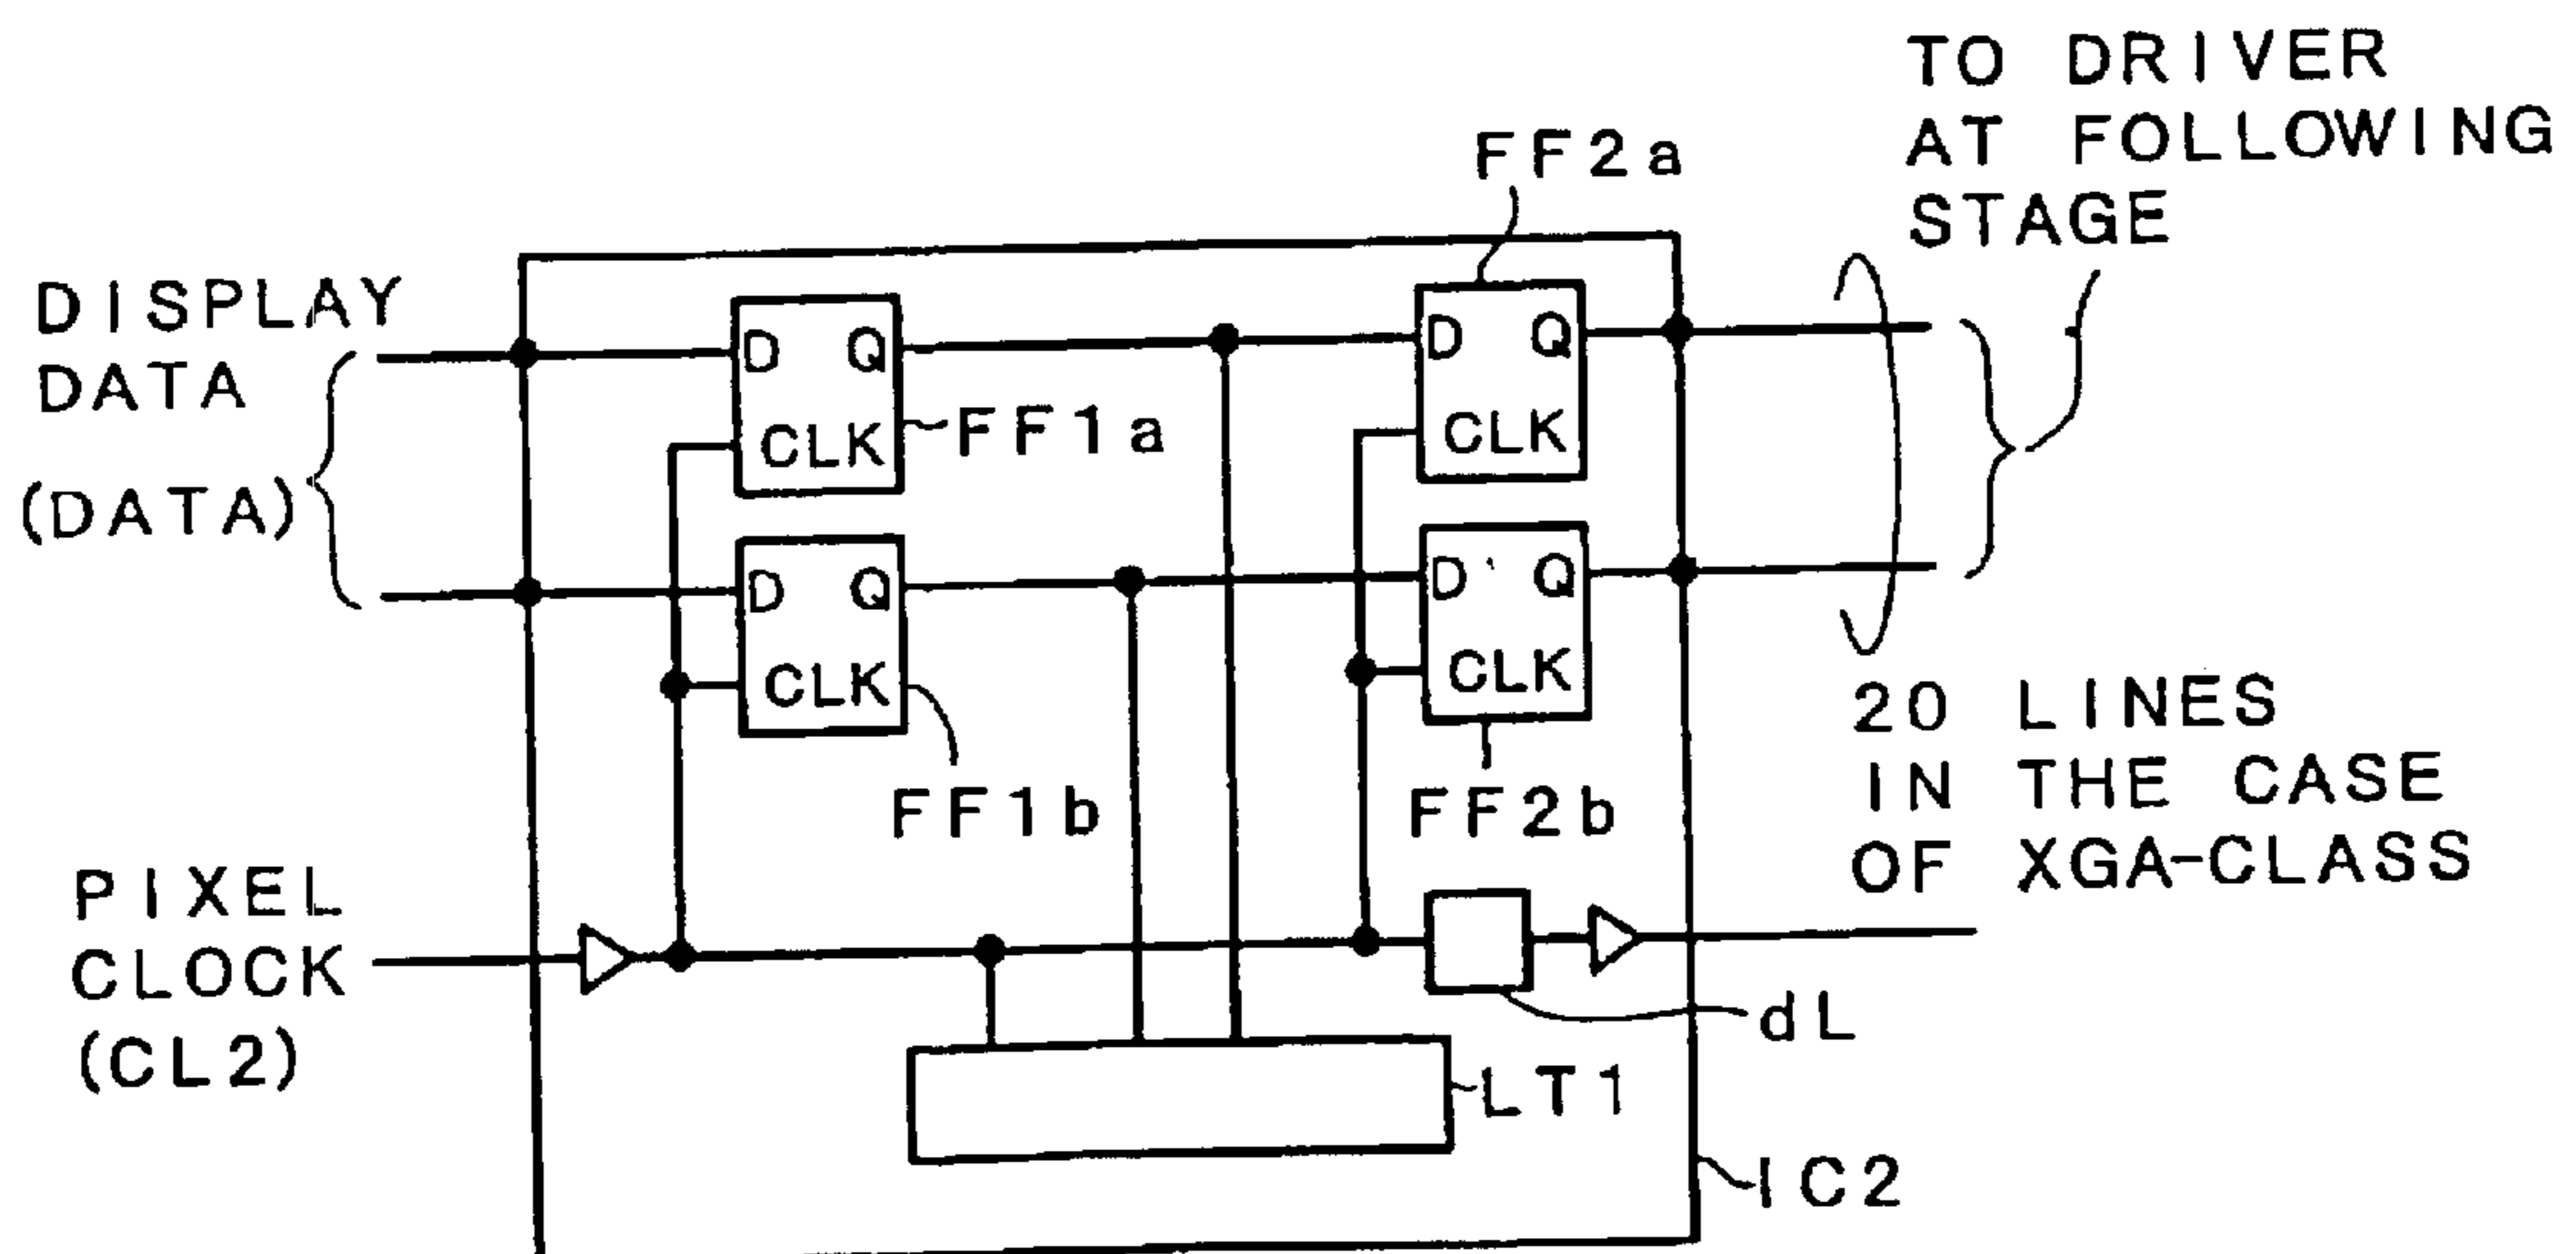 TO DRIVER
AT FOLLOWING
STAGE
FF2a
DISPLAY
DATA
(DATA)
D Q
CLK
FF1a
D Q
CLK
D Q
CLK
FF1b
D Q
CLK
FF2b
20 LINES
IN THE CASE
OF XGA-CLASS
PIXEL
CLOCK
(CL2)
dL
LT1
IC2